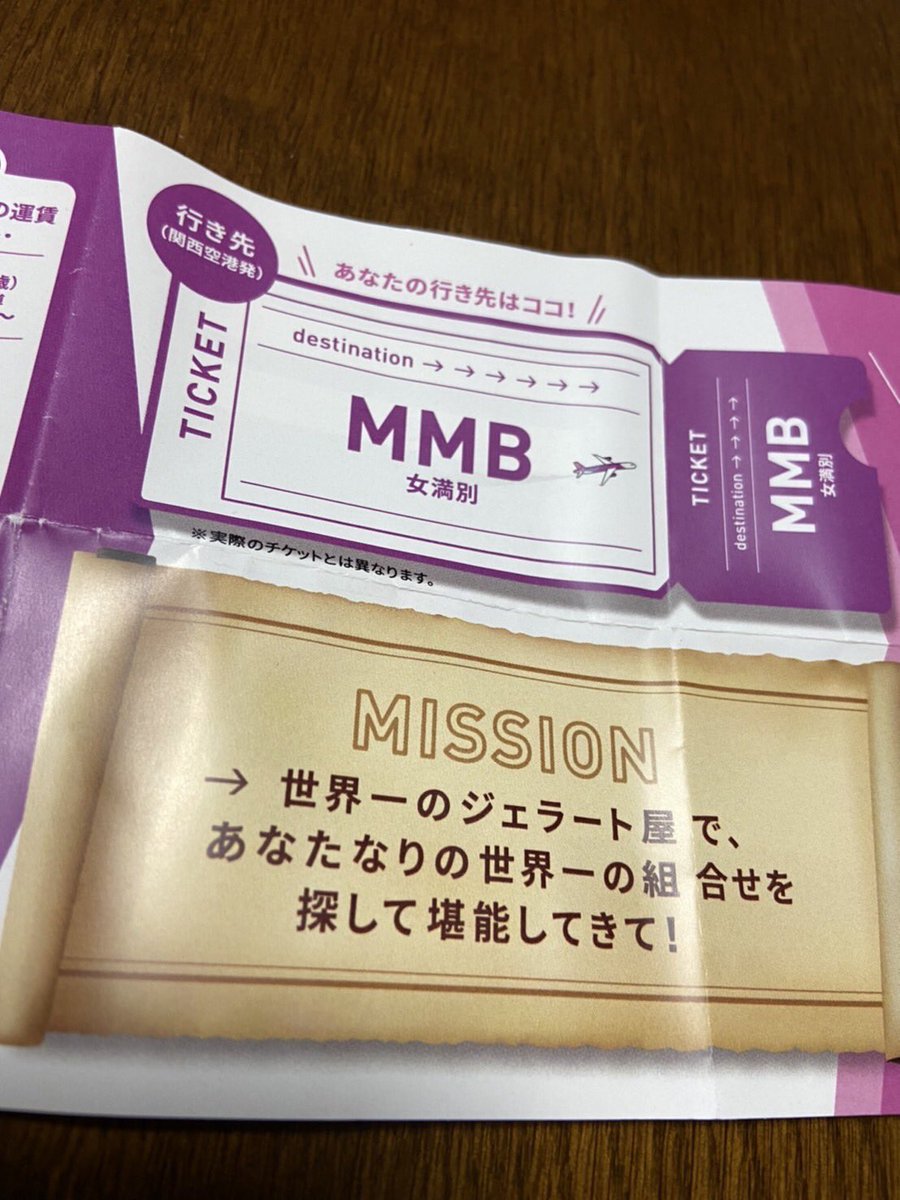 の運賃
行き先
(関西空港発)
あなたの行き先はココ!
TICKET
destination → → → → → →
MMB
女満別
TICKET
destination → → → → →
MMB
女満別
※実際のチケットとは異なります。
MISSION
→ 世界一のジェラート屋で、
あなたなりの世界一の組合せを
探して堪能してきて!